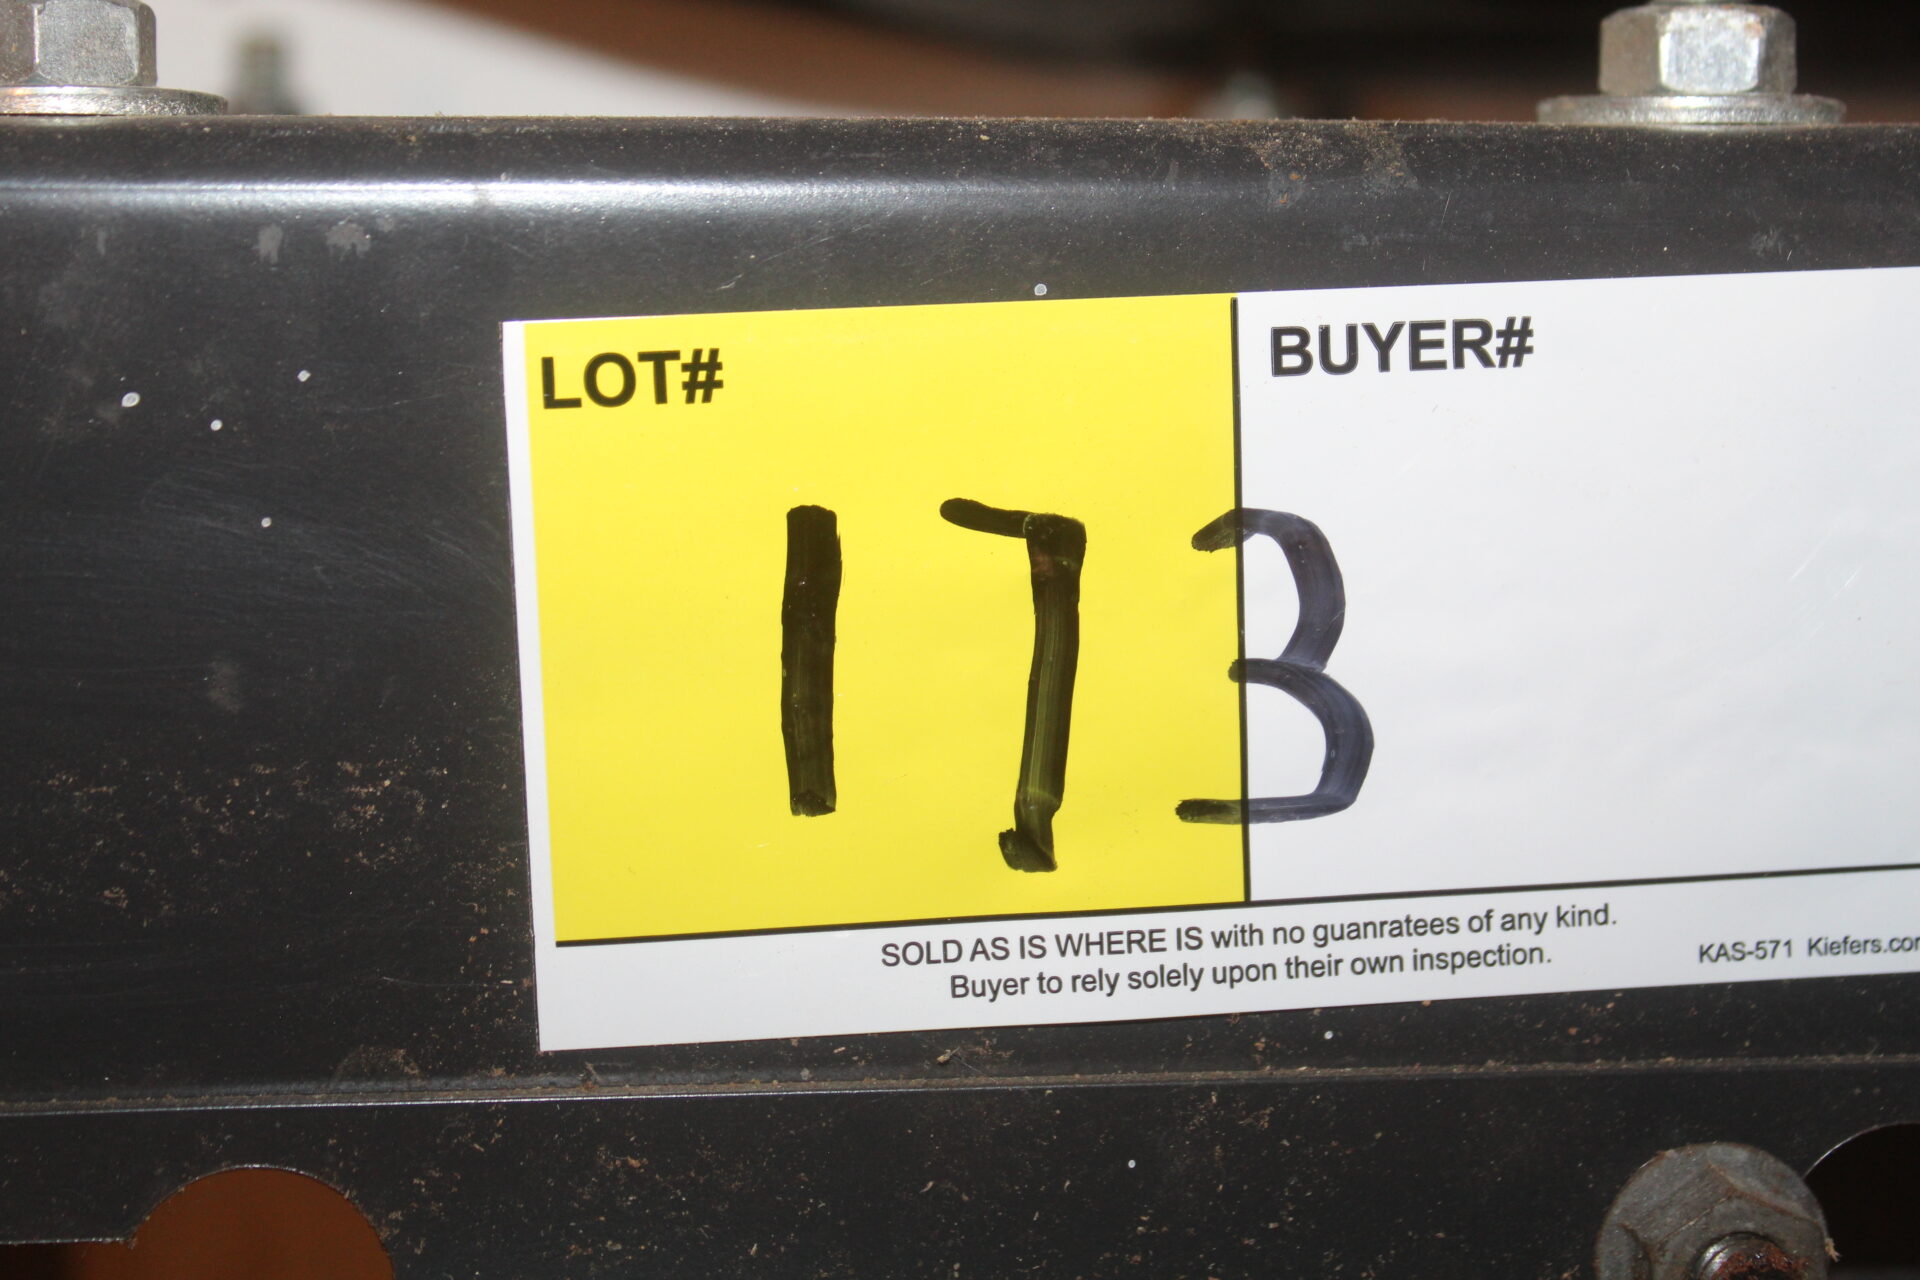 LOT# BUYER#
173
SOLD AS IS WHERE IS with no guanratees of any kind.
Buyer to rely solely upon their own inspection.
KAS-571 Kiefers.com